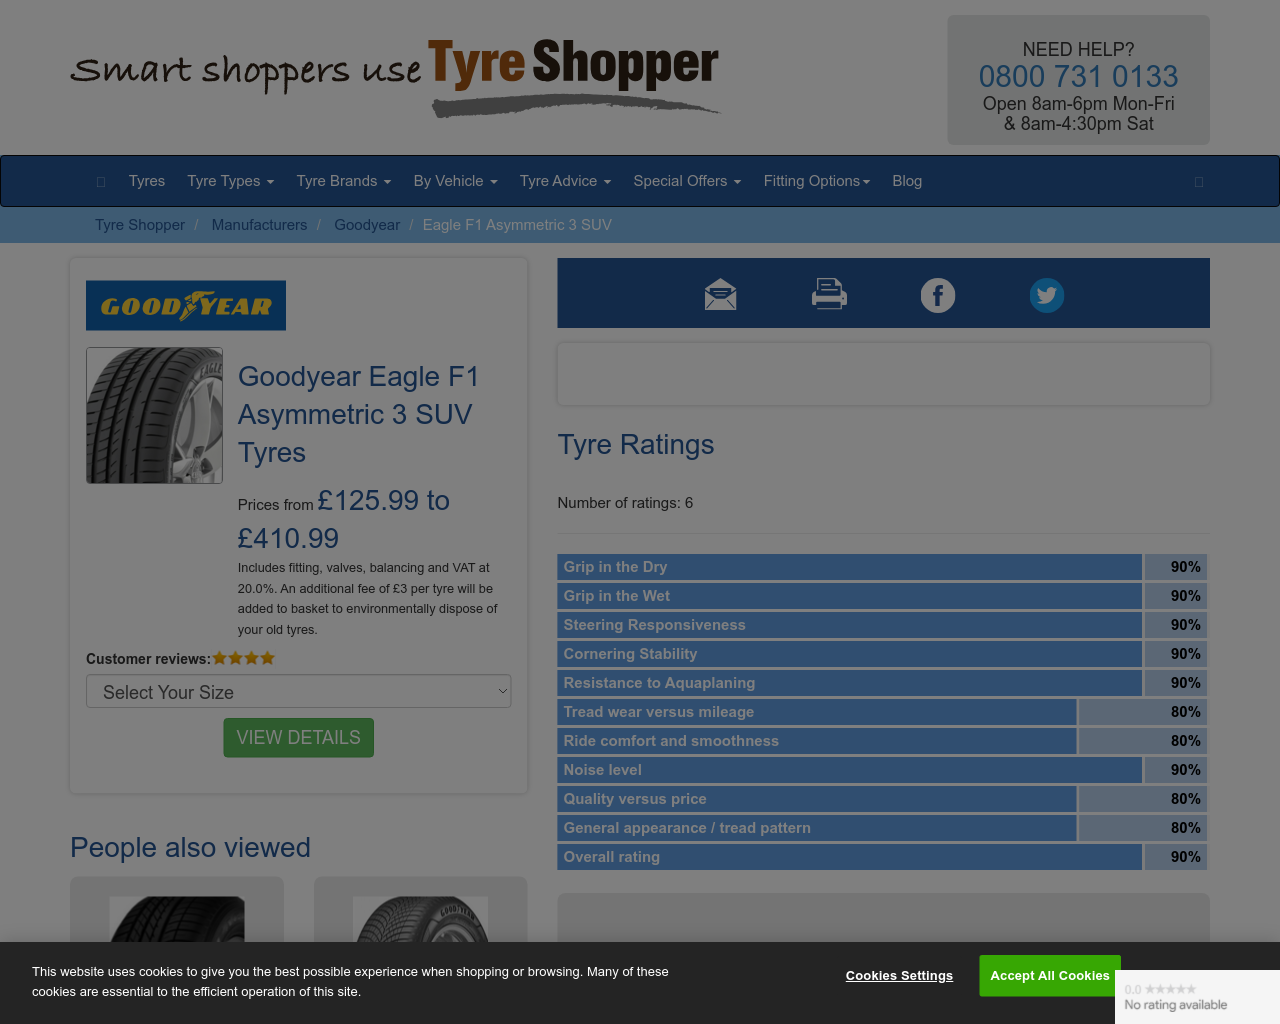 Smart shoppers use TyreShopper
NEED HELP?
0800 731 0133
Open 8am-6pm Mon-Fri
& 8am-4:30pm Sat
Tyres Tyre Types Tyre Brands By Vehicle Tyre Advice Special Offers Fitting Options Blog
Tyre Shopper / Manufacturers / Goodyear / Eagle F1 Asymmetric 3 SUV
GOODYEAR
EAGLE
Goodyear Eagle F1
Asymmetric 3 SUV
Tyres
Prices from £125.99 to
£410.99
Includes fitting, valves, balancing and VAT at
20.0%. An additional fee of £3 per tyre will be
added to basket to environmentally dispose of
your old tyres.
Customer reviews:
Select Your Size
VIEW DETAILS
People also viewed
GOODYEAR
Tyre Ratings
Number of ratings: 6
Grip in the Dry 90%
Grip in the Wet 90%
Steering Responsiveness 90%
Cornering Stability 90%
Resistance to Aquaplaning 90%
Tread wear versus mileage 80%
Ride comfort and smoothness 80%
Noise level 90%
Quality versus price 80%
General appearance / tread pattern 80%
Overall rating 90%
This website uses cookies to give you the best possible experience when shopping or browsing. Many of these
cookies are essential to the efficient operation of this site.
Cookies Settings
Accept All Cookies
0.0 ★★★★★
No rating available